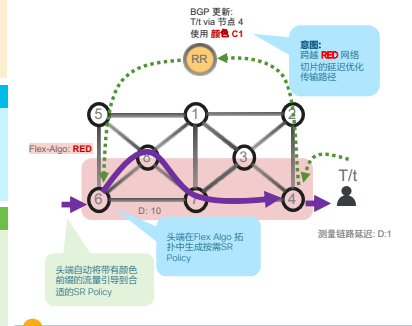 BGP 更新:
T/t via 节点 4
使用 颜色 C1
RR
意图:
跨越 RED 网络
切片的延迟优化
传输路径
5
1
2
Flex-Algo: RED
8
3
T/t
6
7
4
D: 10
测量链路延迟: D:1
头端在Flex Algo 拓
扑中生成按需SR
Policy
头端自动将带有颜色
前缀的流量引导到合
适的SR Policy